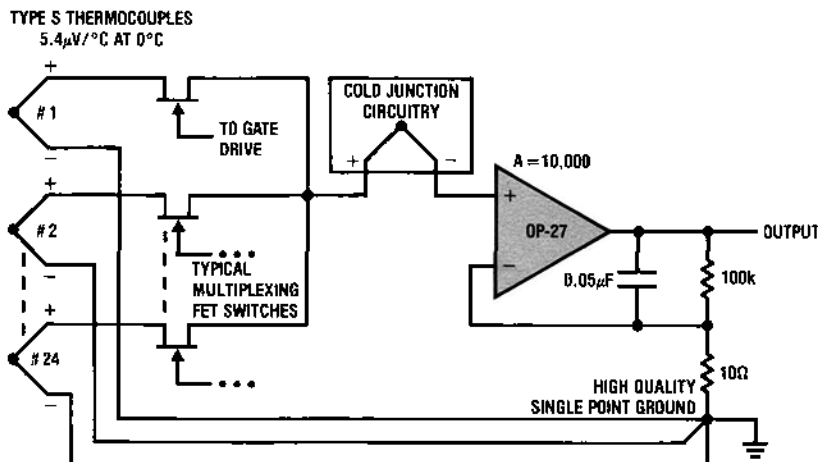 TYPE S THERMOCOUPLES
5.4μV/°C AT 0°C
+
#1
−
TO GATE
DRIVE
COLD JUNCTION
CIRCUITRY
+
−
A = 10,000
+
OP-27
−
OUTPUT
+
#2
−
TYPICAL
MULTIPLEXING
FET SWITCHES
0.05μF
100k
+
#24
−
10Ω
HIGH QUALITY
SINGLE POINT GROUND